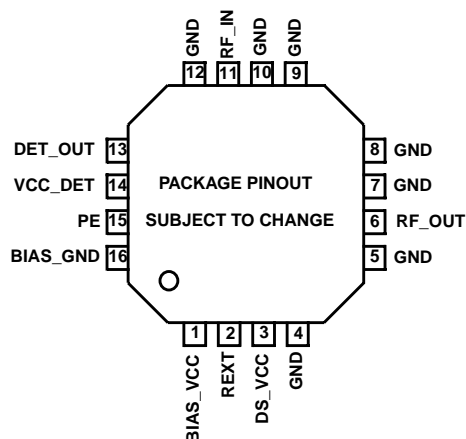 GND
RF_IN
GND
GND
12
11
10
9
DET_OUT 13
VCC_DET 14
PE 15
BIAS_GND 16
PACKAGE PINOUT
SUBJECT TO CHANGE
8 GND
7 GND
6 RF_OUT
5 GND
1
2
3
4
BIAS_VCC
REXT
DS_VCC
GND